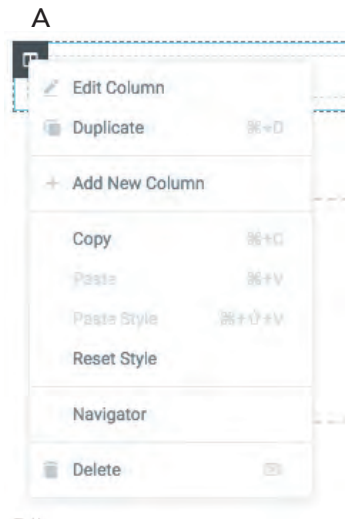 A
Edit Column
Duplicate ⌘+D
+ Add New Column
Copy ⌘+C
Paste ⌘+V
Paste Style ⌘+⇧+V
Reset Style
Navigator
Delete